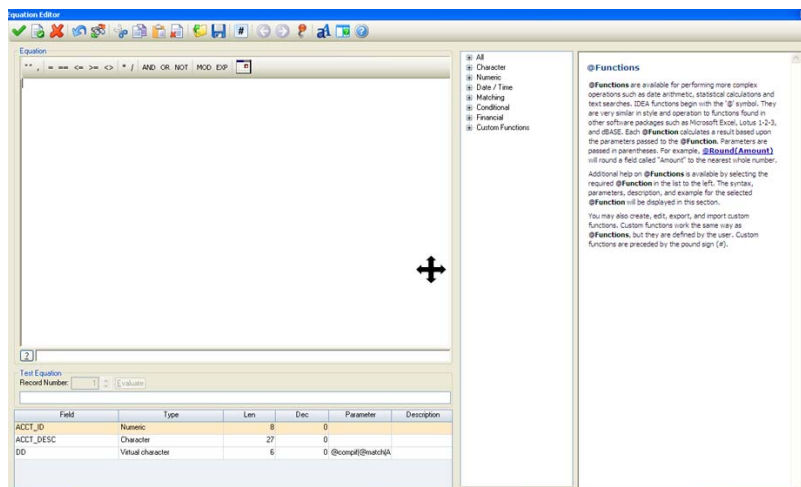 Equation Editor
#
Equation
"" , = == <= >= <> * / AND OR NOT MOD EXP
?
Test Equation
Record Number: 1 Evaluate
Field Type Len Dec Parameter Description
ACCT_ID Numeric 8 0
ACCT_DESC Character 27 0
DD Virtual character 6 0 @compif(@match(A
All
Character
Numeric
Date / Time
Matching
Conditional
Financial
Custom Functions
@Functions
@Functions are available for performing more complex
operations such as date arithmetic, statistical calculations and
text searches. IDEA functions begin with the '@' symbol. They
are very similar in style and operation to functions found in
other software packages such as Microsoft Excel, Lotus 1-2-3,
and dBASE. Each @Function calculates a result based upon
the parameters passed to the @Function. Parameters are
passed in parentheses. For example, @Round(Amount)
will round a field called "Amount" to the nearest whole number.
Additional help on @Functions is available by selecting the
required @Function in the list to the left. The syntax,
parameters, description, and example for the selected
@Function will be displayed in this section.
You may also create, edit, export, and import custom
functions. Custom functions work the same way as
@Functions, but they are defined by the user. Custom
functions are preceded by the pound sign (#).